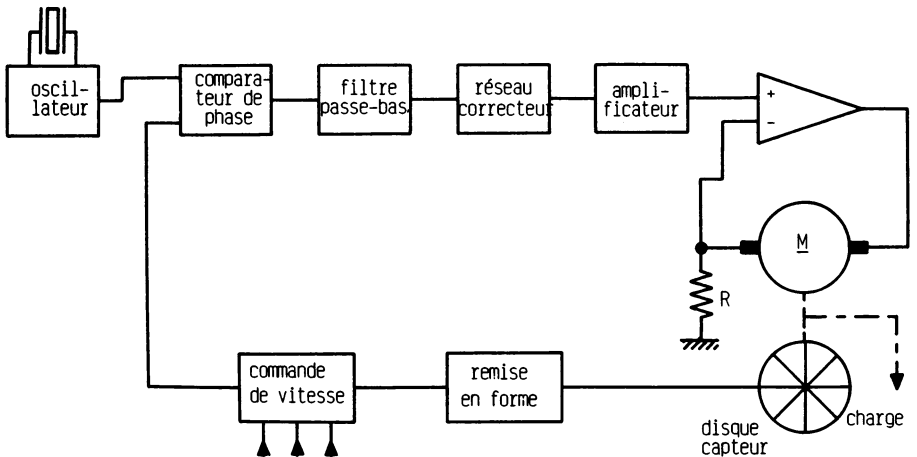 oscil-
lateur
compara-
teur de
phase
filtre
passe-bas
réseau
correcteur
ampli-
ficateur
+
-
M
R
commande
de vitesse
remise
en forme
disque
capteur
charge